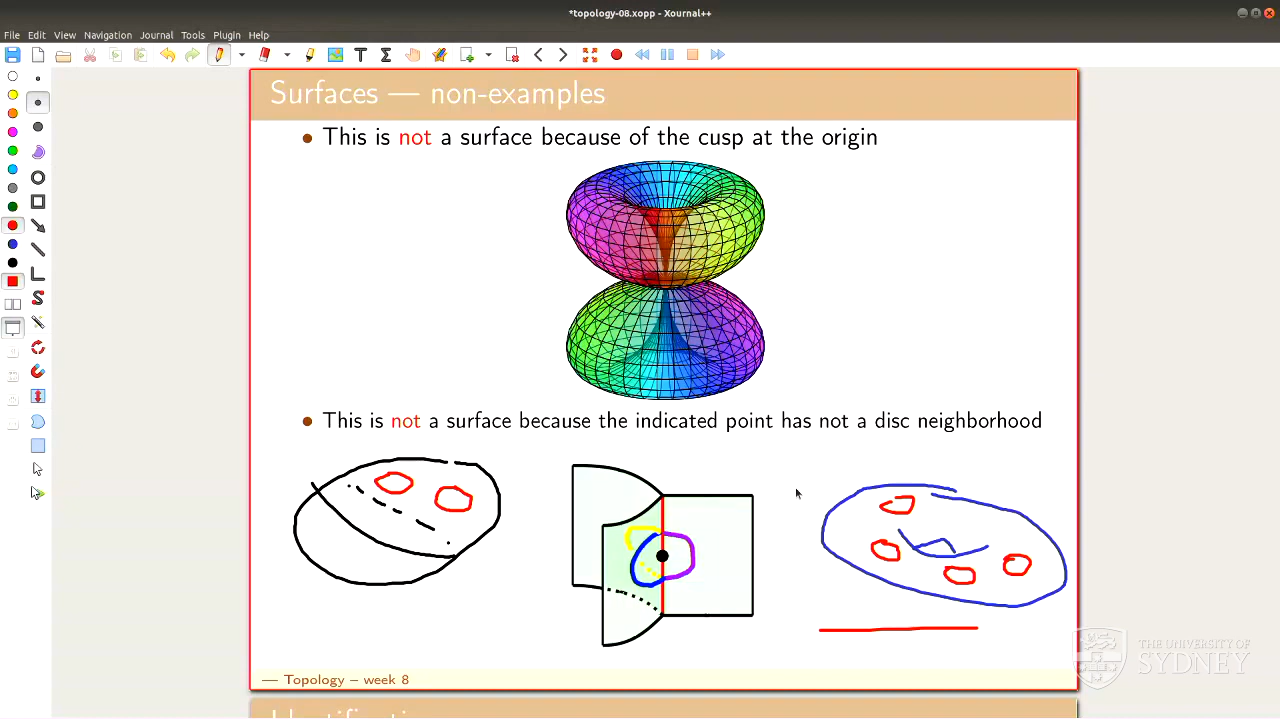 *topology-08.xopp - Xournal++
File Edit View Navigation Journal Tools Plugin Help
Surfaces — non-examples
• This is not a surface because of the cusp at the origin
• This is not a surface because the indicated point has not a disc neighborhood
THE UNIVERSITY OF
SYDNEY
— Topology – week 8